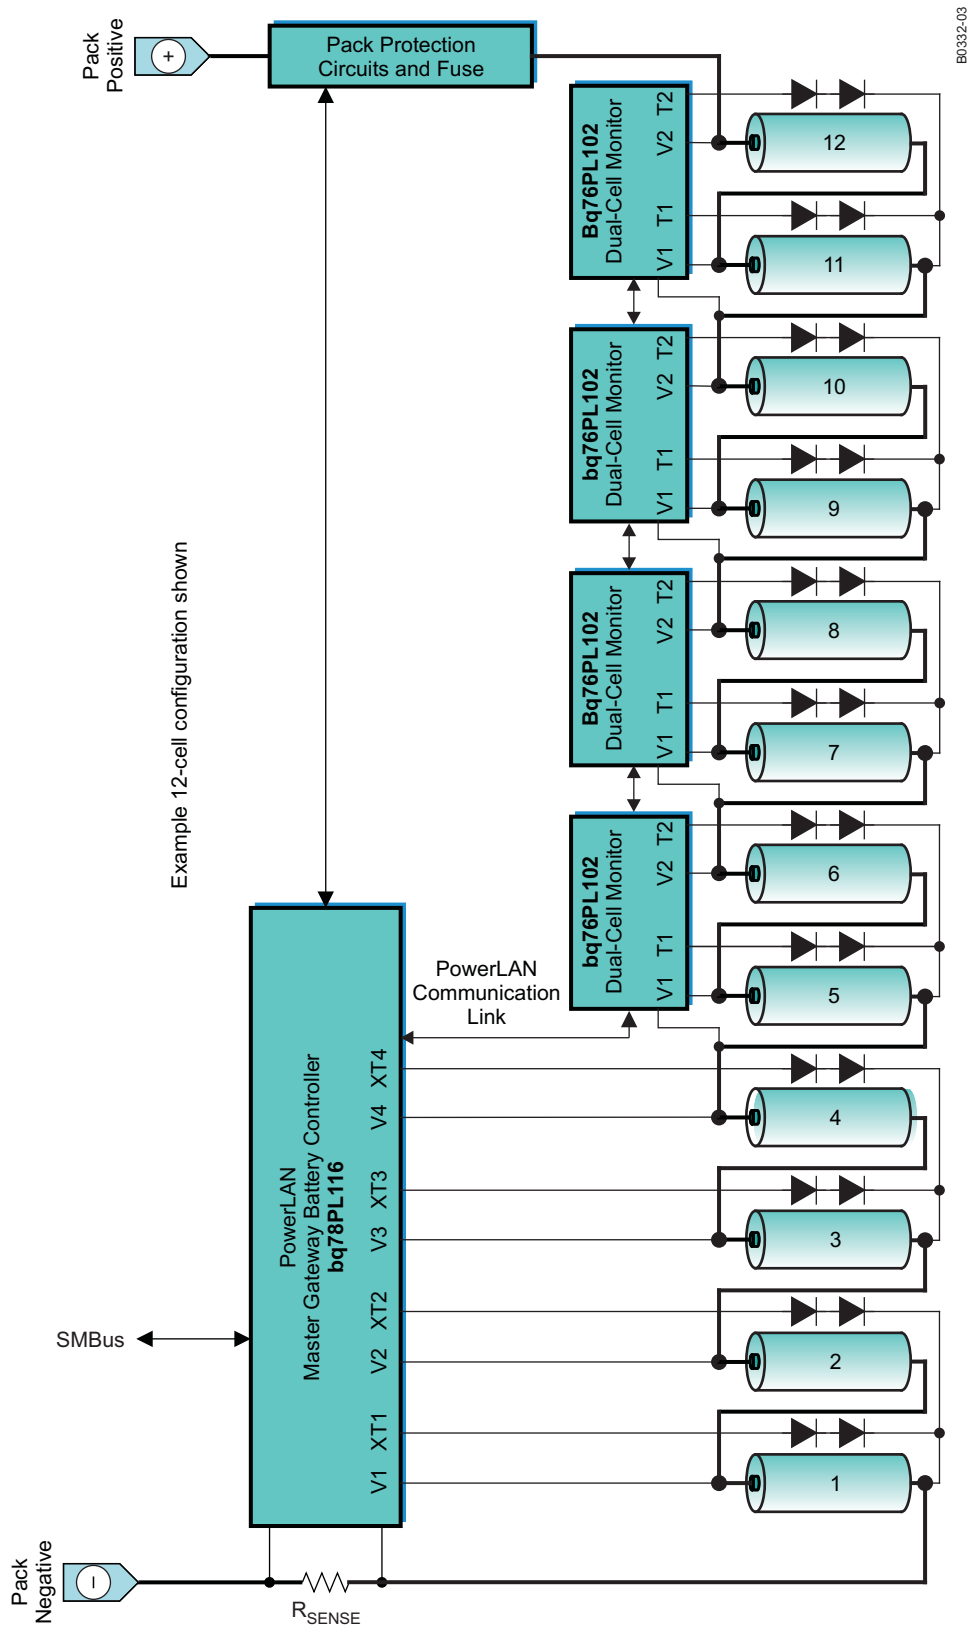 B0332-03
Pack
Positive
+
Pack Protection
Circuits and Fuse
Bq76PL102
Dual-Cell Monitor
V1 T1 V2 T2
12
11
bq76PL102
Dual-Cell Monitor
V1 T1 V2 T2
10
9
Example 12-cell configuration shown
Bq76PL102
Dual-Cell Monitor
V1 T1 V2 T2
8
7
bq76PL102
Dual-Cell Monitor
V1 T1 V2 T2
6
5
PowerLAN
Communication
Link
PowerLAN
Master Gateway Battery Controller
bq78PL116
V1 XT1 V2 XT2 V3 XT3 V4 XT4
4
3
2
1
SMBus
Pack
Negative
–
RSENSE